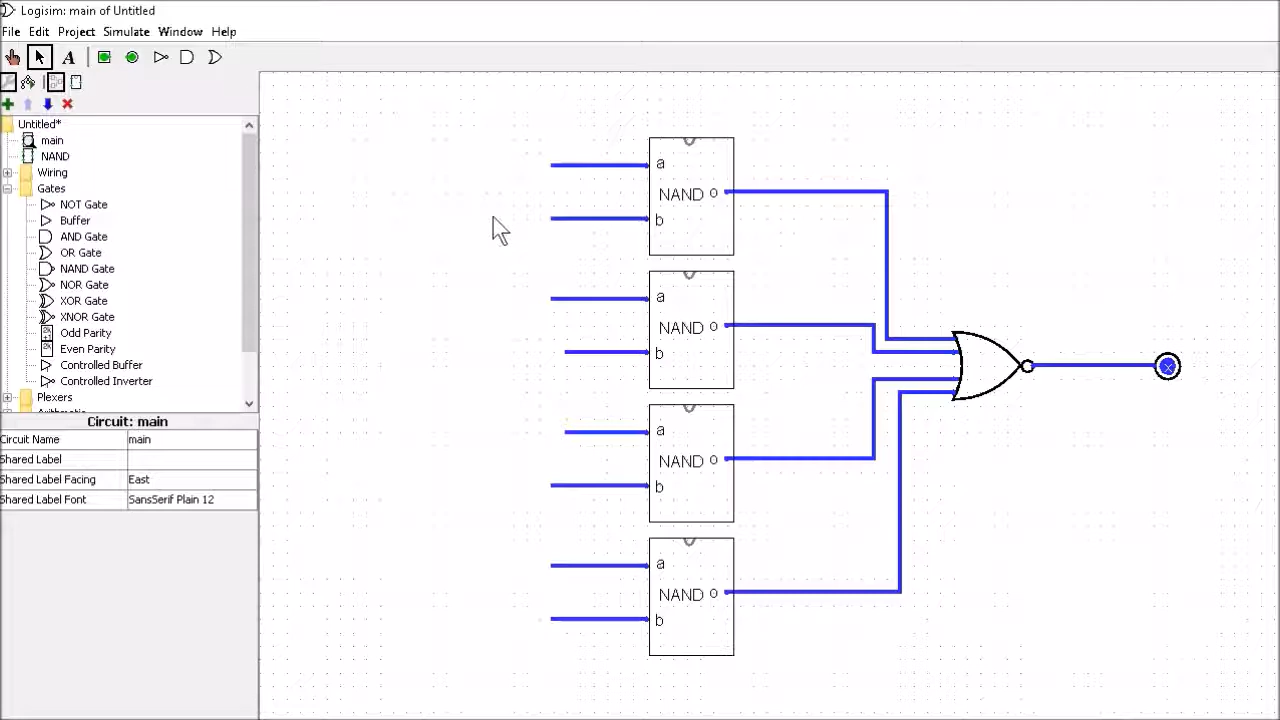 Logisim: main of Untitled
File Edit Project Simulate Window Help
A
Untitled*
main
NAND
Wiring
Gates
NOT Gate
Buffer
AND Gate
OR Gate
NAND Gate
NOR Gate
XOR Gate
XNOR Gate
Odd Parity
Even Parity
Controlled Buffer
Controlled Inverter
Plexers
Arithmetic
Circuit: main
Circuit Name main
Shared Label
Shared Label Facing East
Shared Label Font SansSerif Plain 12
a
NAND o
b
a
NAND o
b
a
NAND o
b
a
NAND o
b
x